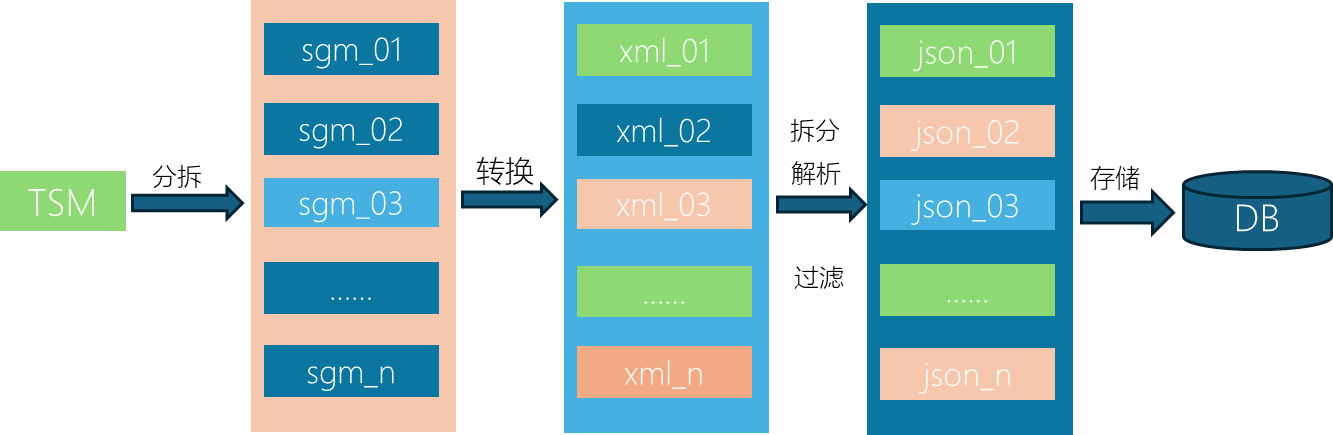 TSM
分拆
sgm_01
sgm_02
sgm_03
......
sgm_n
转换
xml_01
xml_02
xml_03
......
xml_n
拆分
解析
过滤
json_01
json_02
json_03
......
json_n
存储
DB